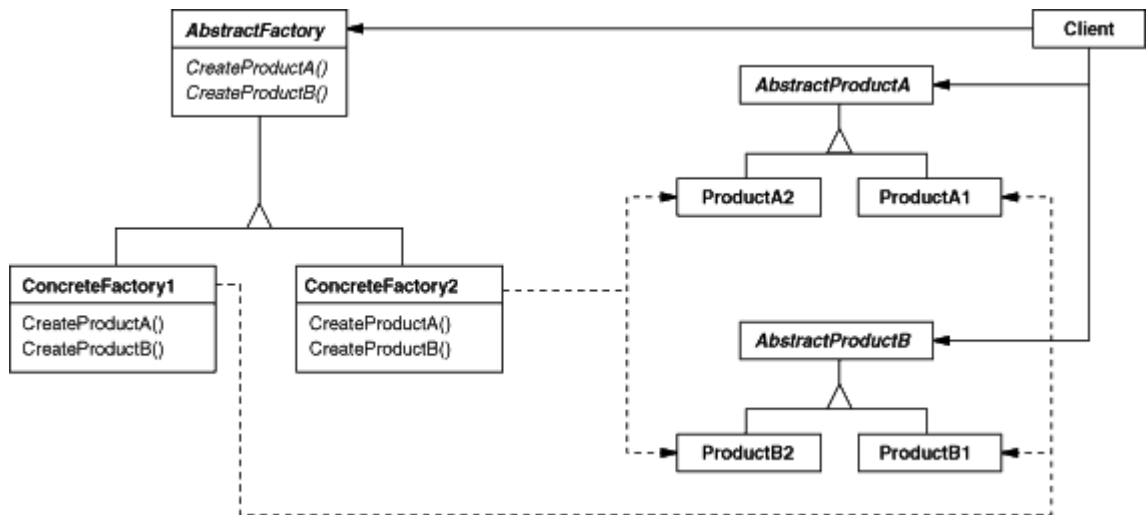 AbstractFactory
CreateProductA()
CreateProductB()
Client
AbstractProductA
ProductA2
ProductA1
ConcreteFactory1
CreateProductA()
CreateProductB()
ConcreteFactory2
CreateProductA()
CreateProductB()
AbstractProductB
ProductB2
ProductB1